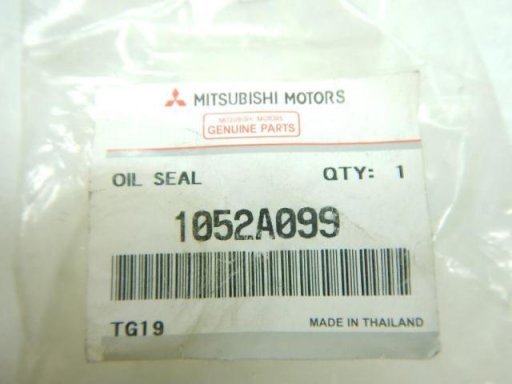 MITSUBISHI MOTORS
MITSUBISHI MOTORS
GENUINE PARTS
OIL SEAL QTY: 1
1052A099
TG19 MADE IN THAILAND